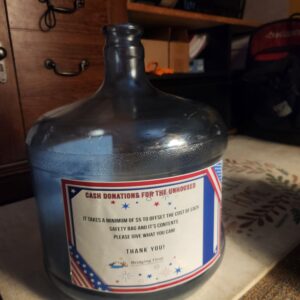 CASH DONATIONS FOR THE UNHOUSED
IT TAKES A MINIMUM OF $5 TO OFFSET THE COST OF EACH
SAFETY BAG AND IT'S CONTENTS
PLEASE GIVE WHAT YOU CAN!
THANK YOU!